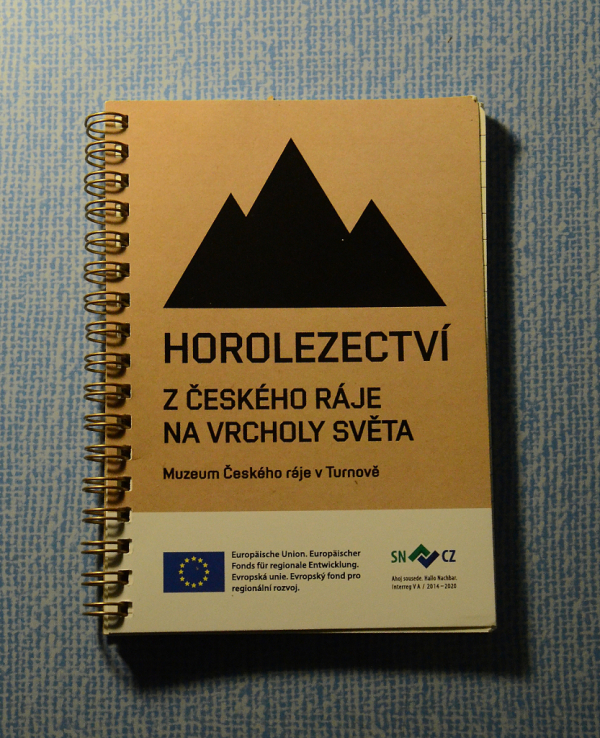 HOROLEZECTVÍ
Z ČESKÉHO RÁJE
NA VRCHOLY SVĚTA
Muzeum Českého ráje v Turnově
Europäische Union. Europäischer
Fonds für regionale Entwicklung.
Evropská unie. Evropský fond pro
regionální rozvoj.
SN CZ
Ahoj sousede. Hallo Nachbar.
Interreg V A / 2014–2020